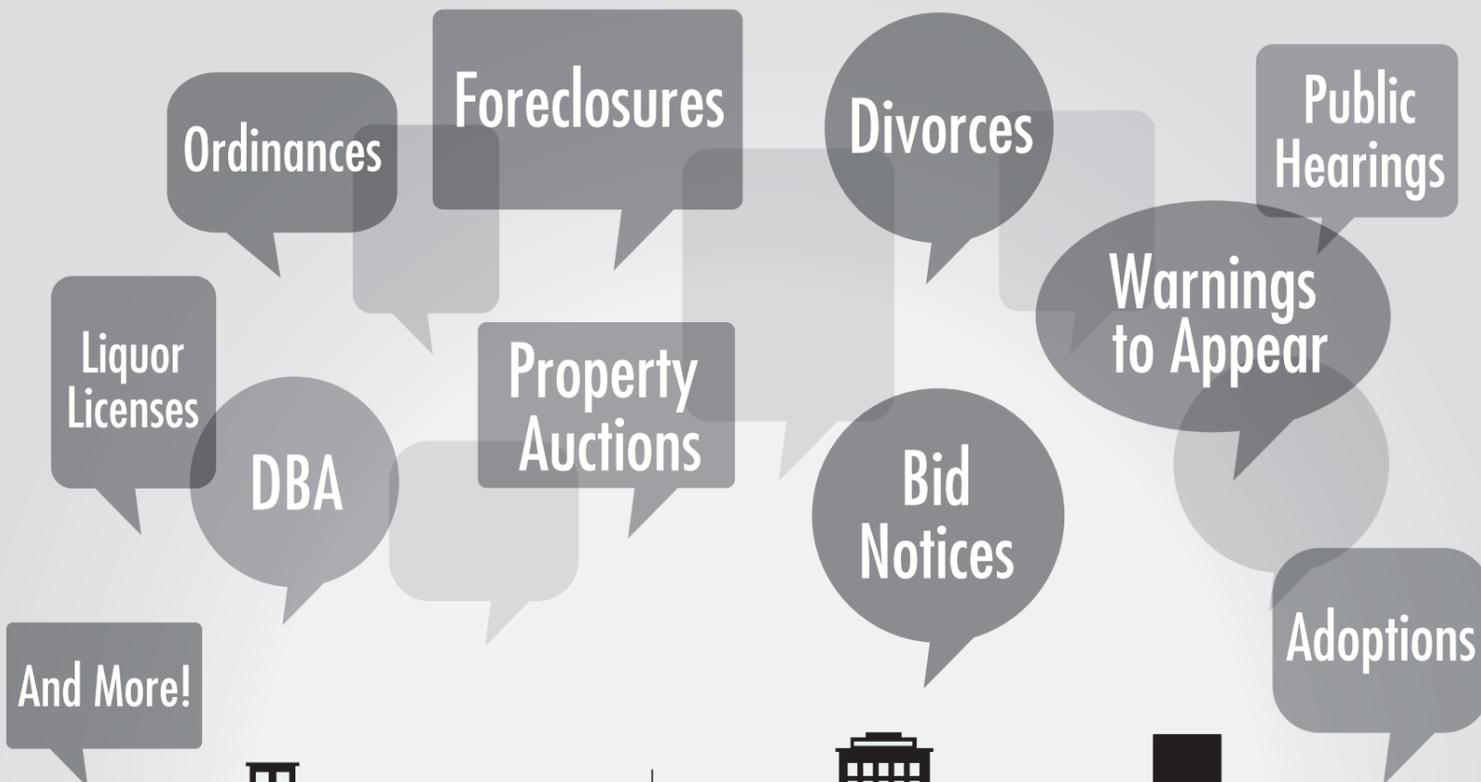 Foreclosures
Ordinances
Divorces
Public
Hearings
Warnings
to Appear
Liquor
Licenses
Property
Auctions
DBA
Bid
Notices
Adoptions
And More!